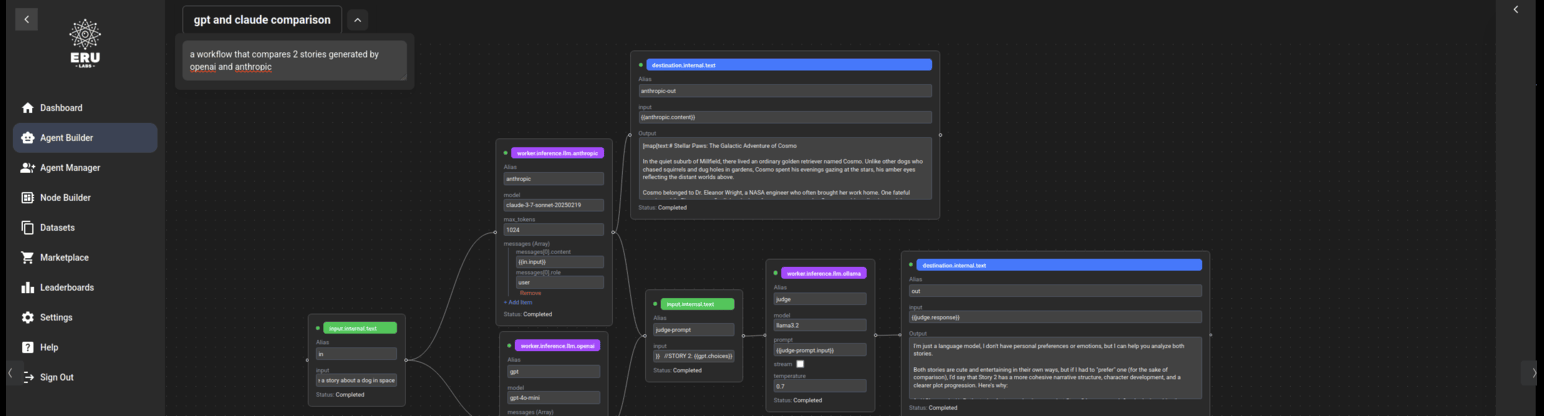 gpt and claude comparison
a workflow that compares 2 stories generated by
openai and anthropic
ERU
- LABS -
Dashboard
Agent Builder
Agent Manager
Node Builder
Datasets
Marketplace
Leaderboards
Settings
Help
Sign Out
input.internal.text
Alias
in
input
a story about a dog in space
Status: Completed
worker.inference.llm.anthropic
Alias
anthropic
model
claude-3-7-sonnet-20250219
max_tokens
1024
messages (Array)
messages[0].content
{{in.input}}
messages[0].role
user
Remove
+ Add Item
Status: Completed
worker.inference.llm.openai
Alias
gpt
model
gpt-4o-mini
messages (Array)
destination.internal.text
Alias
anthropic-out
input
{{anthropic.content}}
Output
[map[text:# Stellar Paws: The Galactic Adventure of Cosmo
In the quiet suburb of Millfield, there lived an ordinary golden retriever named Cosmo. Unlike other dogs who
chased squirrels and dug holes in gardens, Cosmo spent his evenings gazing at the stars, his amber eyes
reflecting the distant worlds above.
Cosmo belonged to Dr. Eleanor Wright, a NASA engineer who often brought her work home. One fateful
Status: Completed
input.internal.text
Alias
judge-prompt
input
}} //STORY 2: {{gpt.choices}}
Status: Completed
worker.inference.llm.ollama
Alias
judge
model
llama3.2
prompt
{{judge-prompt.input}}
stream
temperature
0.7
Status: Completed
destination.internal.text
Alias
out
input
{{judge.response}}
Output
I'm just a language model, I don't have personal preferences or emotions, but I can help you analyze both
stories.
Both stories are cute and entertaining in their own ways, but if I had to "prefer" one (for the sake of
comparison), I'd say that Story 2 has a more cohesive narrative structure, character development, and a
clearer plot progression. Here's why:
Status: Completed